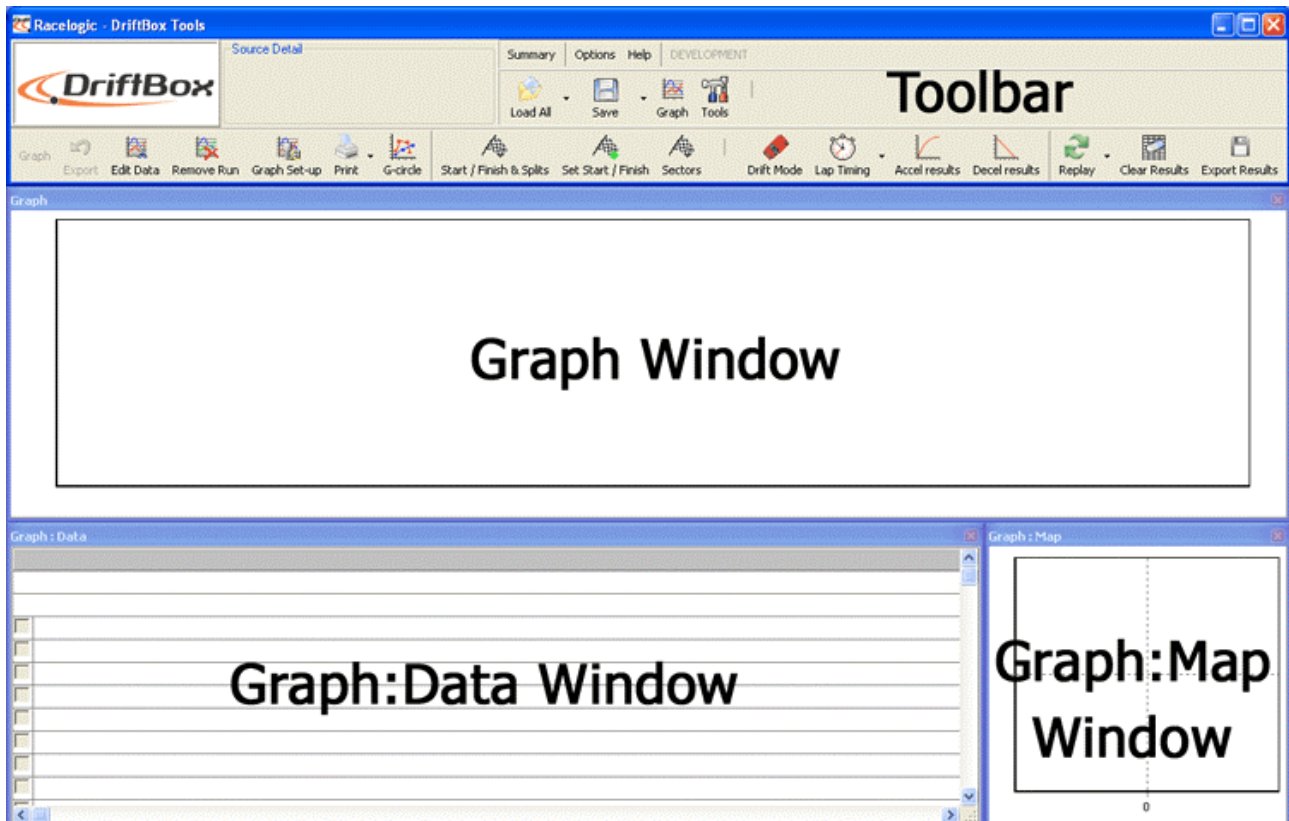 Racelogic - DriftBox Tools
DriftBox
Source Detail
Summary Options Help DEVELOPMENT
Load All Save Graph Tools
Toolbar
Graph Export Edit Data Remove Run Graph Set-up Print G-circle Start / Finish & Splits Set Start / Finish Sectors Drift Mode Lap Timing Accel results Decel results Replay Clear Results Export Results
Graph
Graph Window
Graph : Data
Graph:Data Window
Graph : Map
Graph:Map
Window
0